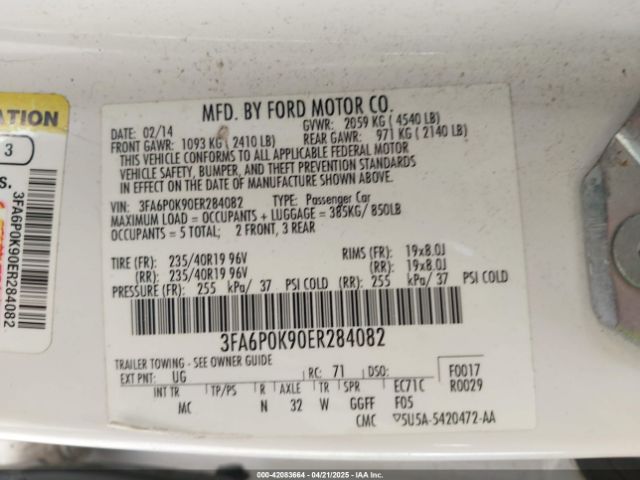 ATION
3
S.
3FA6P0K90ER284082
MFD. BY FORD MOTOR CO.
DATE: 02/14 GVWR: 2059 KG ( 4540 LB)
FRONT GAWR: 1093 KG ( 2410 LB) REAR GAWR: 971 KG ( 2140 LB)
THIS VEHICLE CONFORMS TO ALL APPLICABLE FEDERAL MOTOR
VEHICLE SAFETY, BUMPER, AND THEFT PREVENTION STANDARDS
IN EFFECT ON THE DATE OF MANUFACTURE SHOWN ABOVE.
VIN: 3FA6P0K90ER284082 TYPE: Passenger Car
MAXIMUM LOAD = OCCUPANTS + LUGGAGE = 385KG/ 850LB
OCCUPANTS = 5 TOTAL: 2 FRONT, 3 REAR
TIRE (FR): 235/40R19 96V RIMS (FR): 19x8.0J
(RR): 235/40R19 96V (RR): 19x8.0J
PRESSURE (FR): 255 kPa/ 37 PSI COLD (RR): 255 kPa/ 37 PSI COLD
3FA6P0K90ER284082
TRAILER TOWING - SEE OWNER GUIDE
EXT PNT: UG RC: 71 DSO: F0017
INT TR TP/PS R AXLE TR SPR EC71C R0029
MC N 32 W GGFF F05
CMC ▽5U5A-5420472-AA
IAA-42083664 (04/21/2025) IAA Inc.